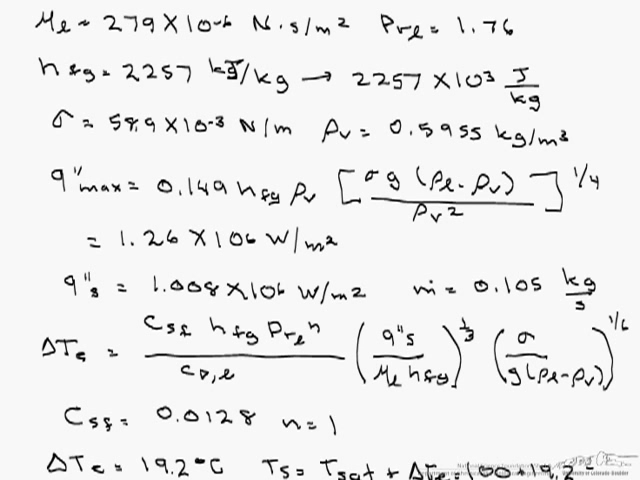 μℓ = 279 X 10-6 N·s/m² Prℓ = 1.76
hfg = 2257 kJ/kg → 2257 X 10³ J/kg
σ = 58.9 X 10-3 N/m ρv = 0.5955 kg/m³
q"max = 0.149 hfg ρv [σ g (ρℓ - ρv) / ρv²]^1/4
= 1.26 X 10⁶ W/m²
q"s = 1.008 X 10⁶ W/m² ṁ = 0.105 kg/s
ΔTe = Csf hfg Prℓ^n / cp,ℓ (q"s / μℓ hfg)^1/3 (σ / g(ρℓ - ρv))^1/6
Csf = 0.0128 n = 1
ΔTe = 19.2°C Ts = Tsat + ΔTe = 100 + 19.2